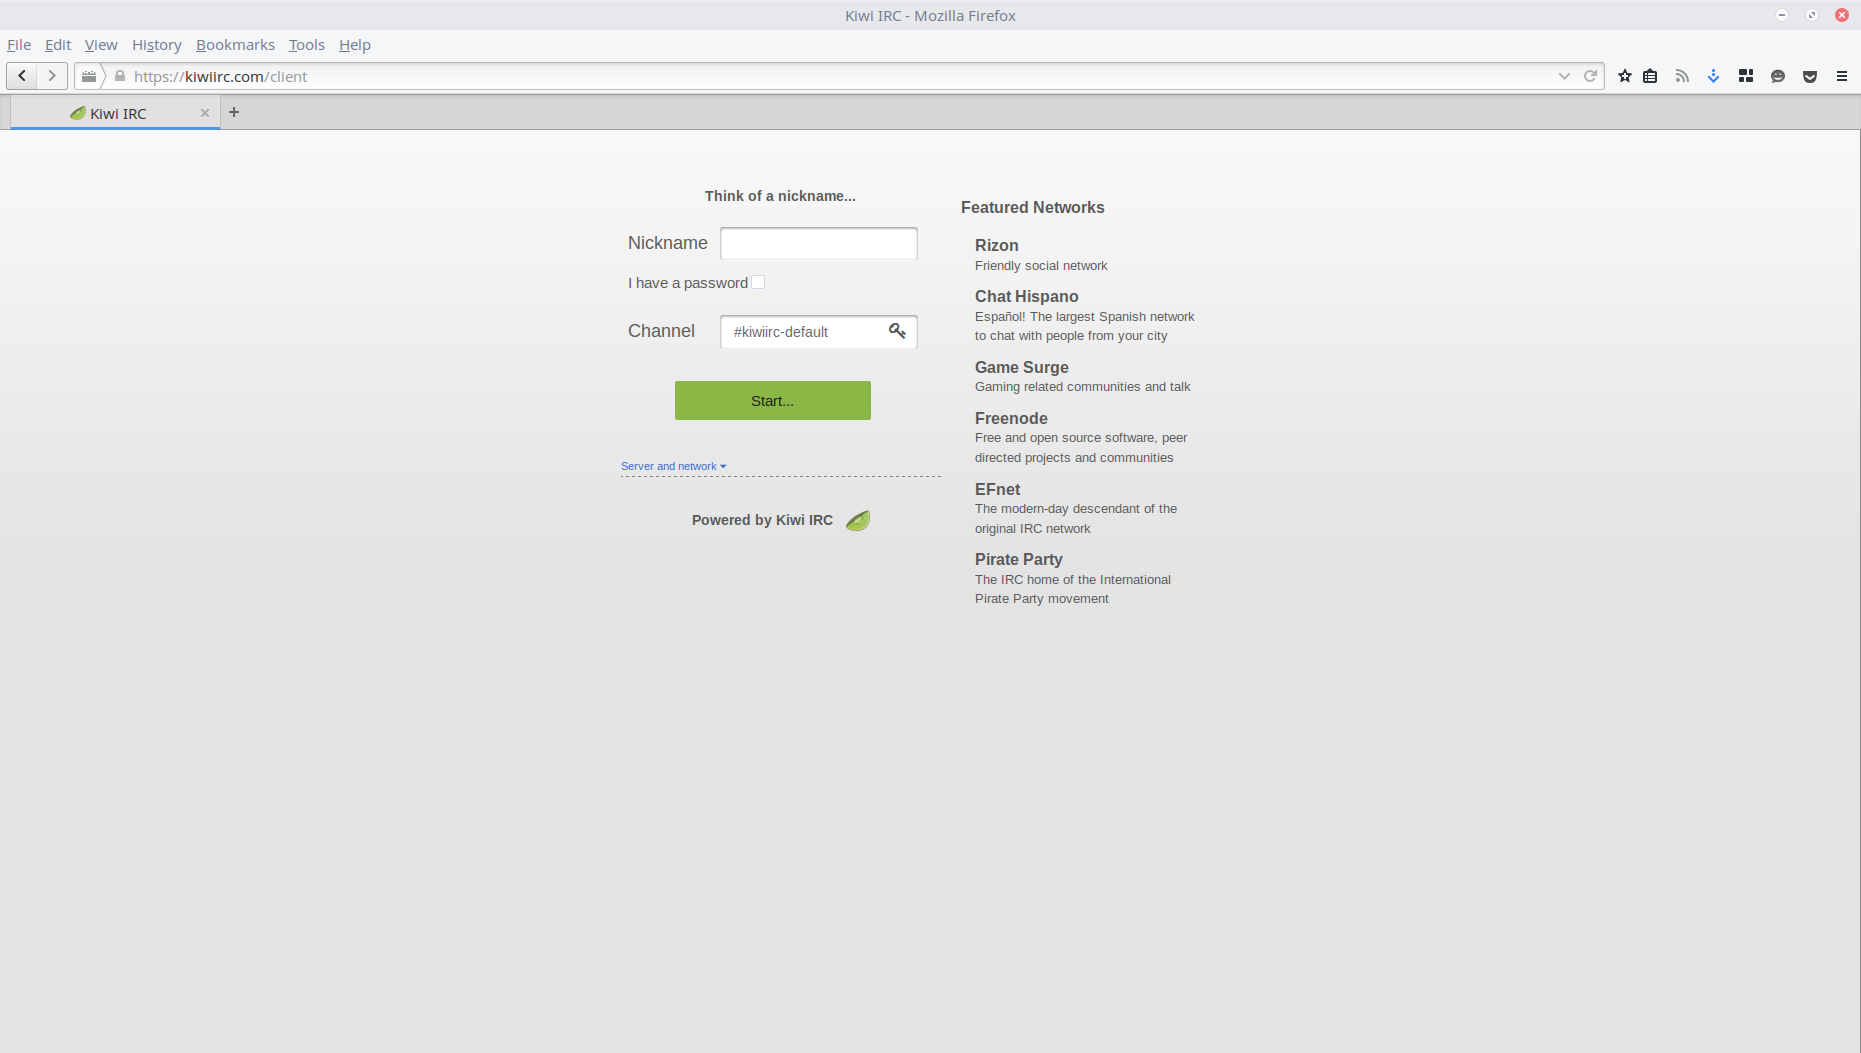 Kiwi IRC - Mozilla Firefox
File Edit View History Bookmarks Tools Help
https://kiwiirc.com/client
Kiwi IRC
Think of a nickname...
Nickname
I have a password
Channel #kiwiirc-default
Start...
Server and network
Powered by Kiwi IRC
Featured Networks
Rizon
Friendly social network
Chat Hispano
Español! The largest Spanish network
to chat with people from your city
Game Surge
Gaming related communities and talk
Freenode
Free and open source software, peer
directed projects and communities
EFnet
The modern-day descendant of the
original IRC network
Pirate Party
The IRC home of the International
Pirate Party movement